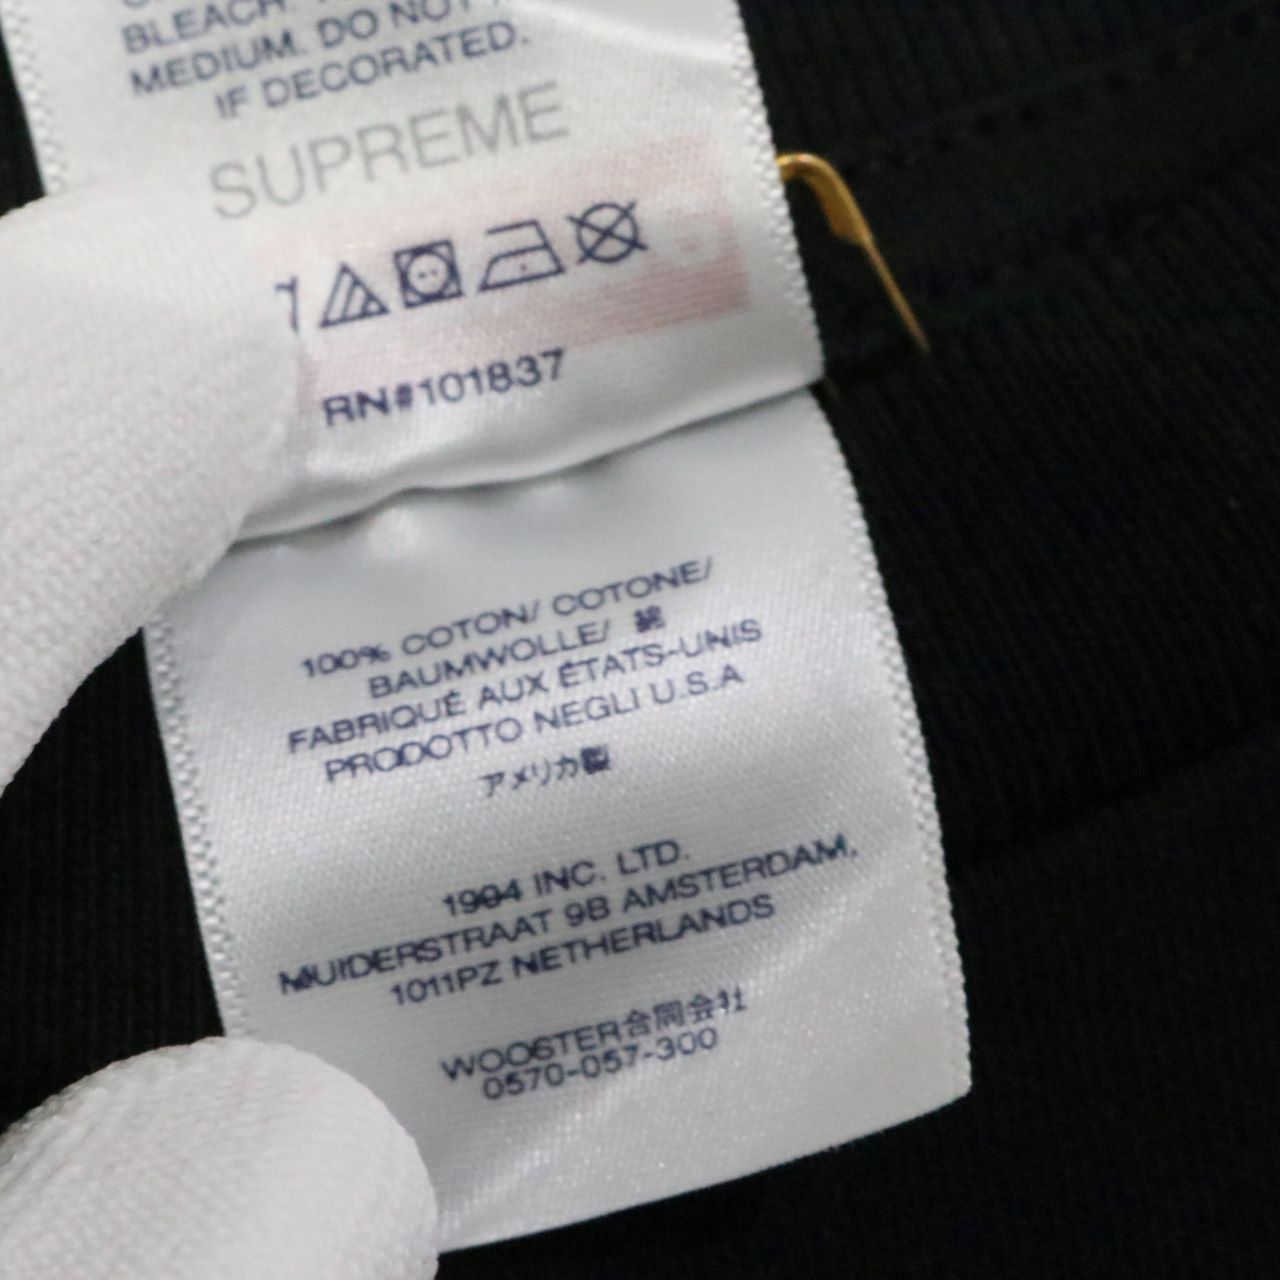 BLEACH.
MEDIUM. DO NOT
IF DECORATED.
SUPREME
RN#101837
100% COTON/ COTONE/
BAUMWOLLE/ 綿
FABRIQUÉ AUX ÉTATS-UNIS
PRODOTTO NEGLI U.S.A
アメリカ製
1994 INC. LTD.
MUIDERSTRAAT 9B AMSTERDAM,
1011PZ NETHERLANDS
WOOSTER合同会社
0570-057-300